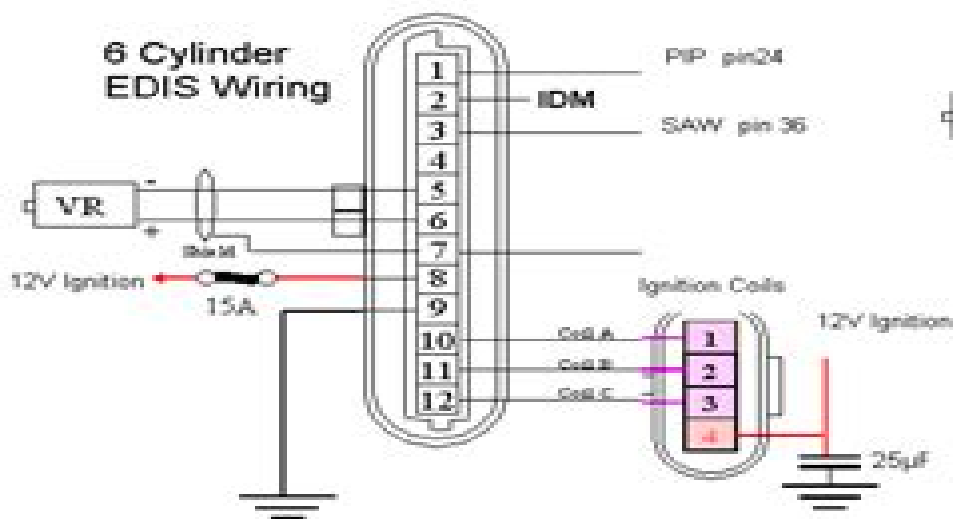 6 Cylinder
EDIS Wiring
PIP pin24
IDM
SAW pin 36
1
2
3
4
5
6
7
8
9
10
11
12
-
VR
+
Shield
12V Ignition
15A
Ignition Coils
12V Ignition
Coil A
Coil B
Coil C
1
2
3
4
25µF